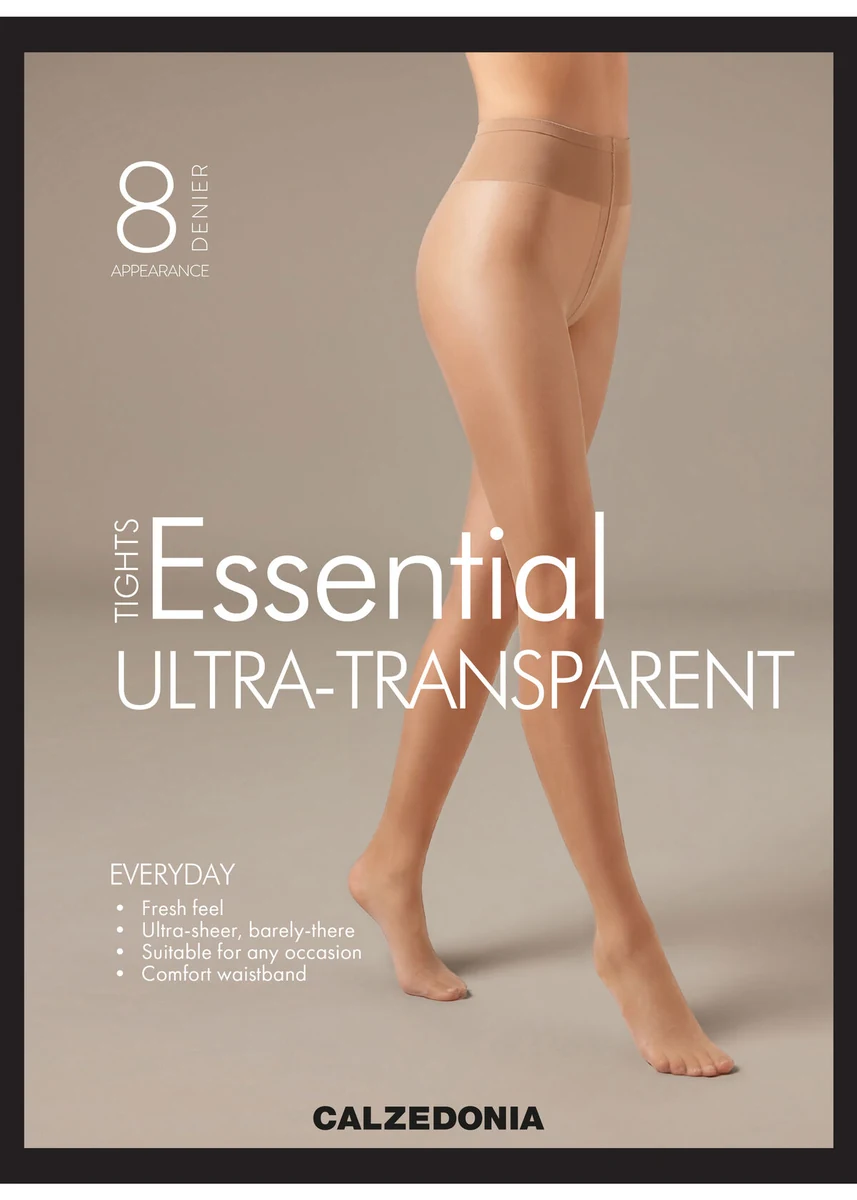 8 DENIER
APPEARANCE
TIGHTS Essential
ULTRA-TRANSPARENT
EVERYDAY
• Fresh feel
• Ultra-sheer, barely-there
• Suitable for any occasion
• Comfort waistband
CALZEDONIA